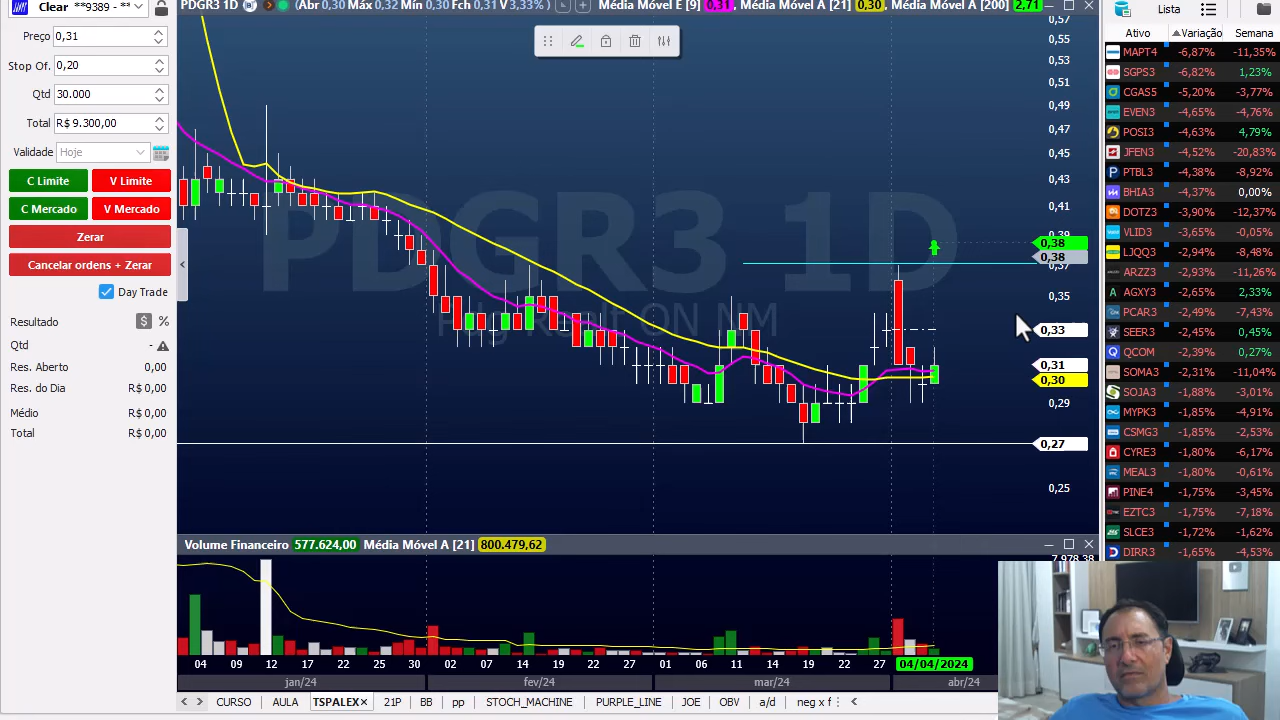 Clear **9389 - **
Preço 0,31
Stop Of. 0,20
Qtd 30.000
Total R$ 9.300,00
Validade Hoje
C Limite V Limite
C Mercado V Mercado
Zerar
Cancelar ordens + Zerar
Day Trade
Resultado $ %
Qtd -
Res. Aberto 0,00
Res. do Dia R$ 0,00
Médio R$ 0,00
Total R$ 0,00
PDGR3 1D (Abr 0,30 Máx 0,32 Min 0,30 Fch 0,31 V 3,33%) Média Móvel E [9] 0,31 Média Móvel A [21] 0,30 Média Móvel A [200] 2,71
0,57
0,55
0,53
0,51
0,49
0,47
0,45
0,43
0,41
0,39
0,38
0,38
0,37
0,35
0,33
0,31
0,30
0,29
0,27
0,25
PDGR3 1D
Volume Financeiro 577.624,00 Média Móvel A [21] 800.479,62
7.978,38
04 09 12 17 22 25 30 02 07 14 19 22 27 01 06 11 14 19 22 27 04/04/2024
jan/24 fev/24 mar/24 abr/24
CURSO AULA TSPALEX 21P BB pp STOCH_MACHINE PURPLE_LINE JOE OBV a/d neg x f
Lista
Ativo Variação Semana
MAPT4 -6,87% -11,35%
SGPS3 -6,82% 1,23%
CGAS5 -5,20% -3,77%
EVEN3 -4,65% -4,76%
POSI3 -4,63% 4,79%
JFEN3 -4,52% -20,83%
PTBL3 -4,38% -8,92%
BHIA3 -4,37% 0,00%
DOTZ3 -3,90% -12,37%
VLID3 -3,65% -0,05%
LJQQ3 -2,94% -8,48%
ARZZ3 -2,93% -11,26%
AGXY3 -2,65% 2,33%
PCAR3 -2,49% -7,43%
SEER3 -2,44% 0,45%
QCOM -2,39% 0,27%
SOMA3 -2,31% -11,04%
SOJA3 -1,88% -3,01%
MYPK3 -1,85% -4,91%
CSMG3 -1,85% -2,53%
CYRE3 -1,80% -6,17%
MEAL3 -1,80% -0,61%
PINE4 -1,75% -3,45%
EZTC3 -1,75% -7,18%
SLCE3 -1,72% -1,62%
DIRR3 -1,65% -4,53%